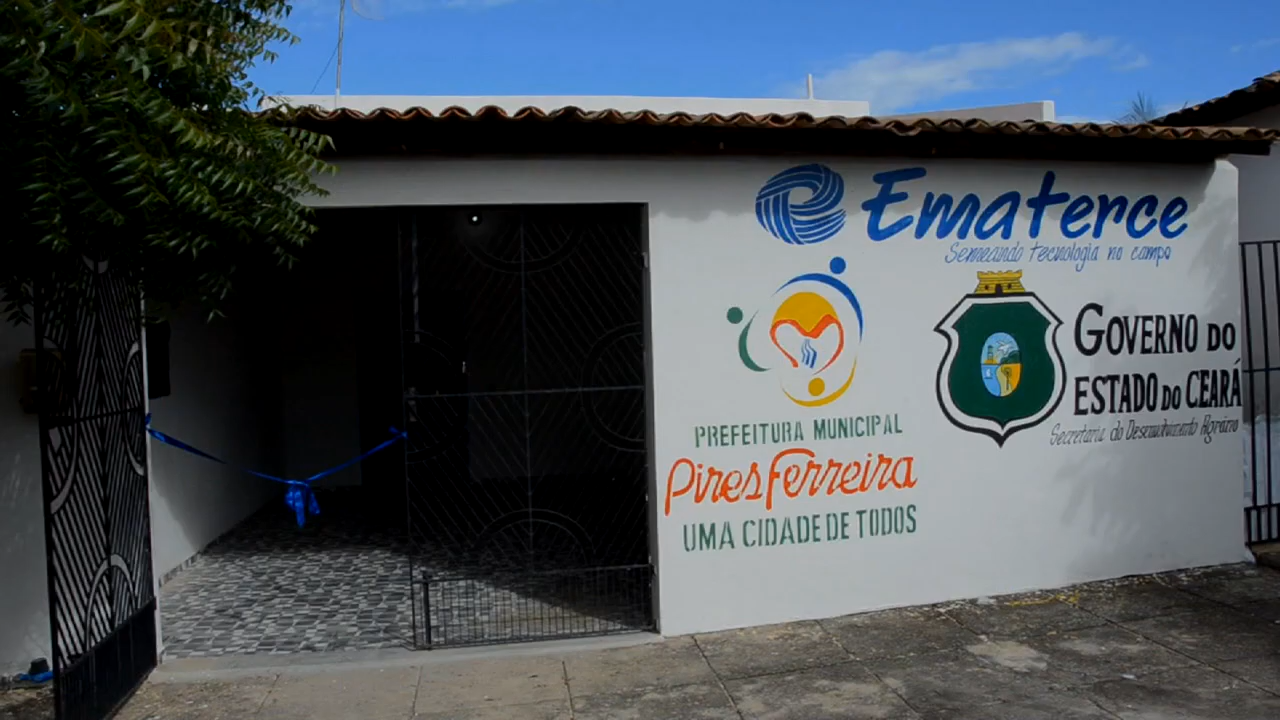 Ematerce
Semeando tecnologia no campo
GOVERNO DO
ESTADO DO CEARÁ
Secretaria do Desenvolvimento Agrário
PREFEITURA MUNICIPAL
Pires Ferreira
UMA CIDADE DE TODOS